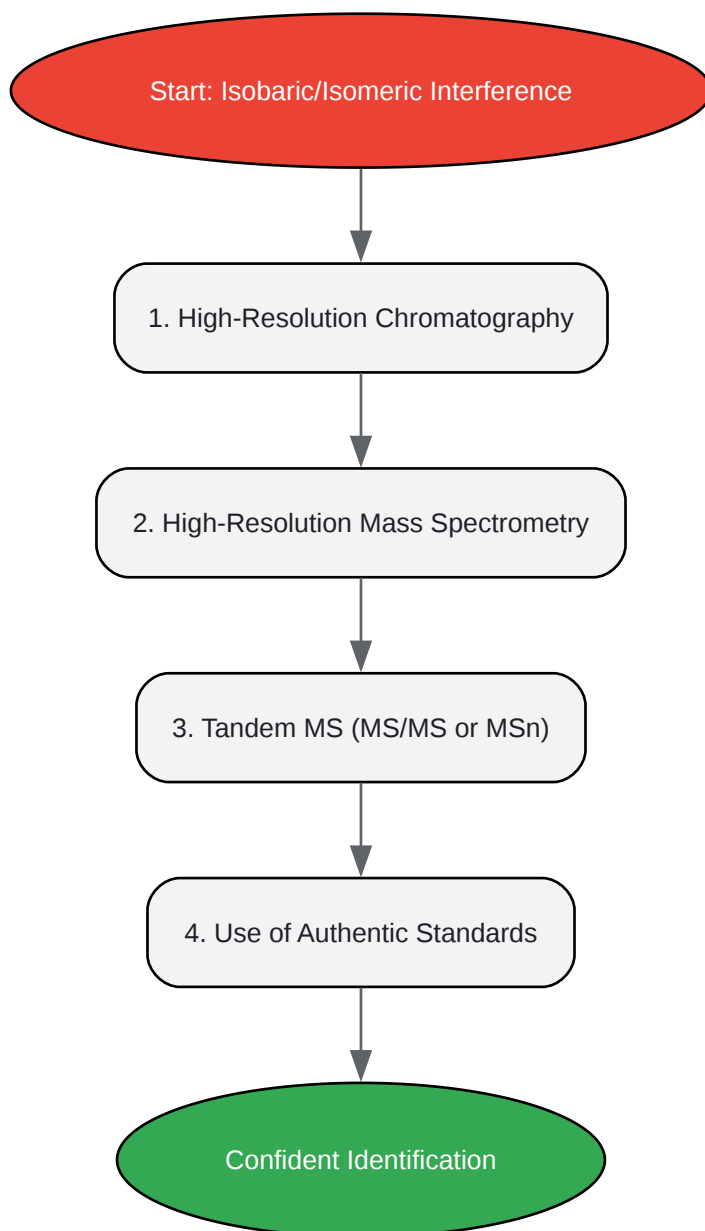 Start: Isobaric/Isomeric Interference
1. High-Resolution Chromatography
2. High-Resolution Mass Spectrometry
3. Tandem MS (MS/MS or MSn)
4. Use of Authentic Standards
Confident Identification